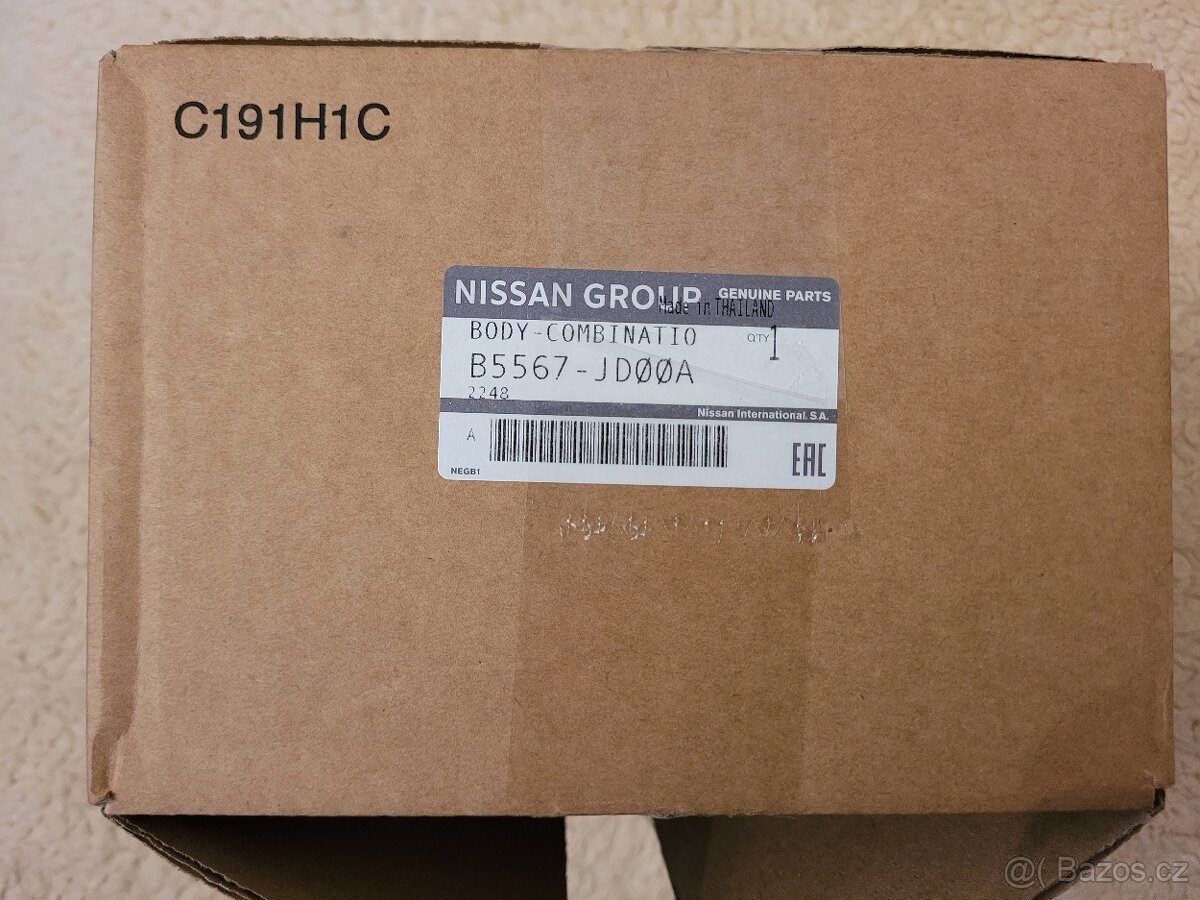 C191H1C
NISSAN GROUP GENUINE PARTS
Made in THAILAND
BODY-COMBINATIO QTY 1
B5567-JD00A
2248
Nissan International. S.A.
A
EAC
NEGB1
@( Bazos.cz